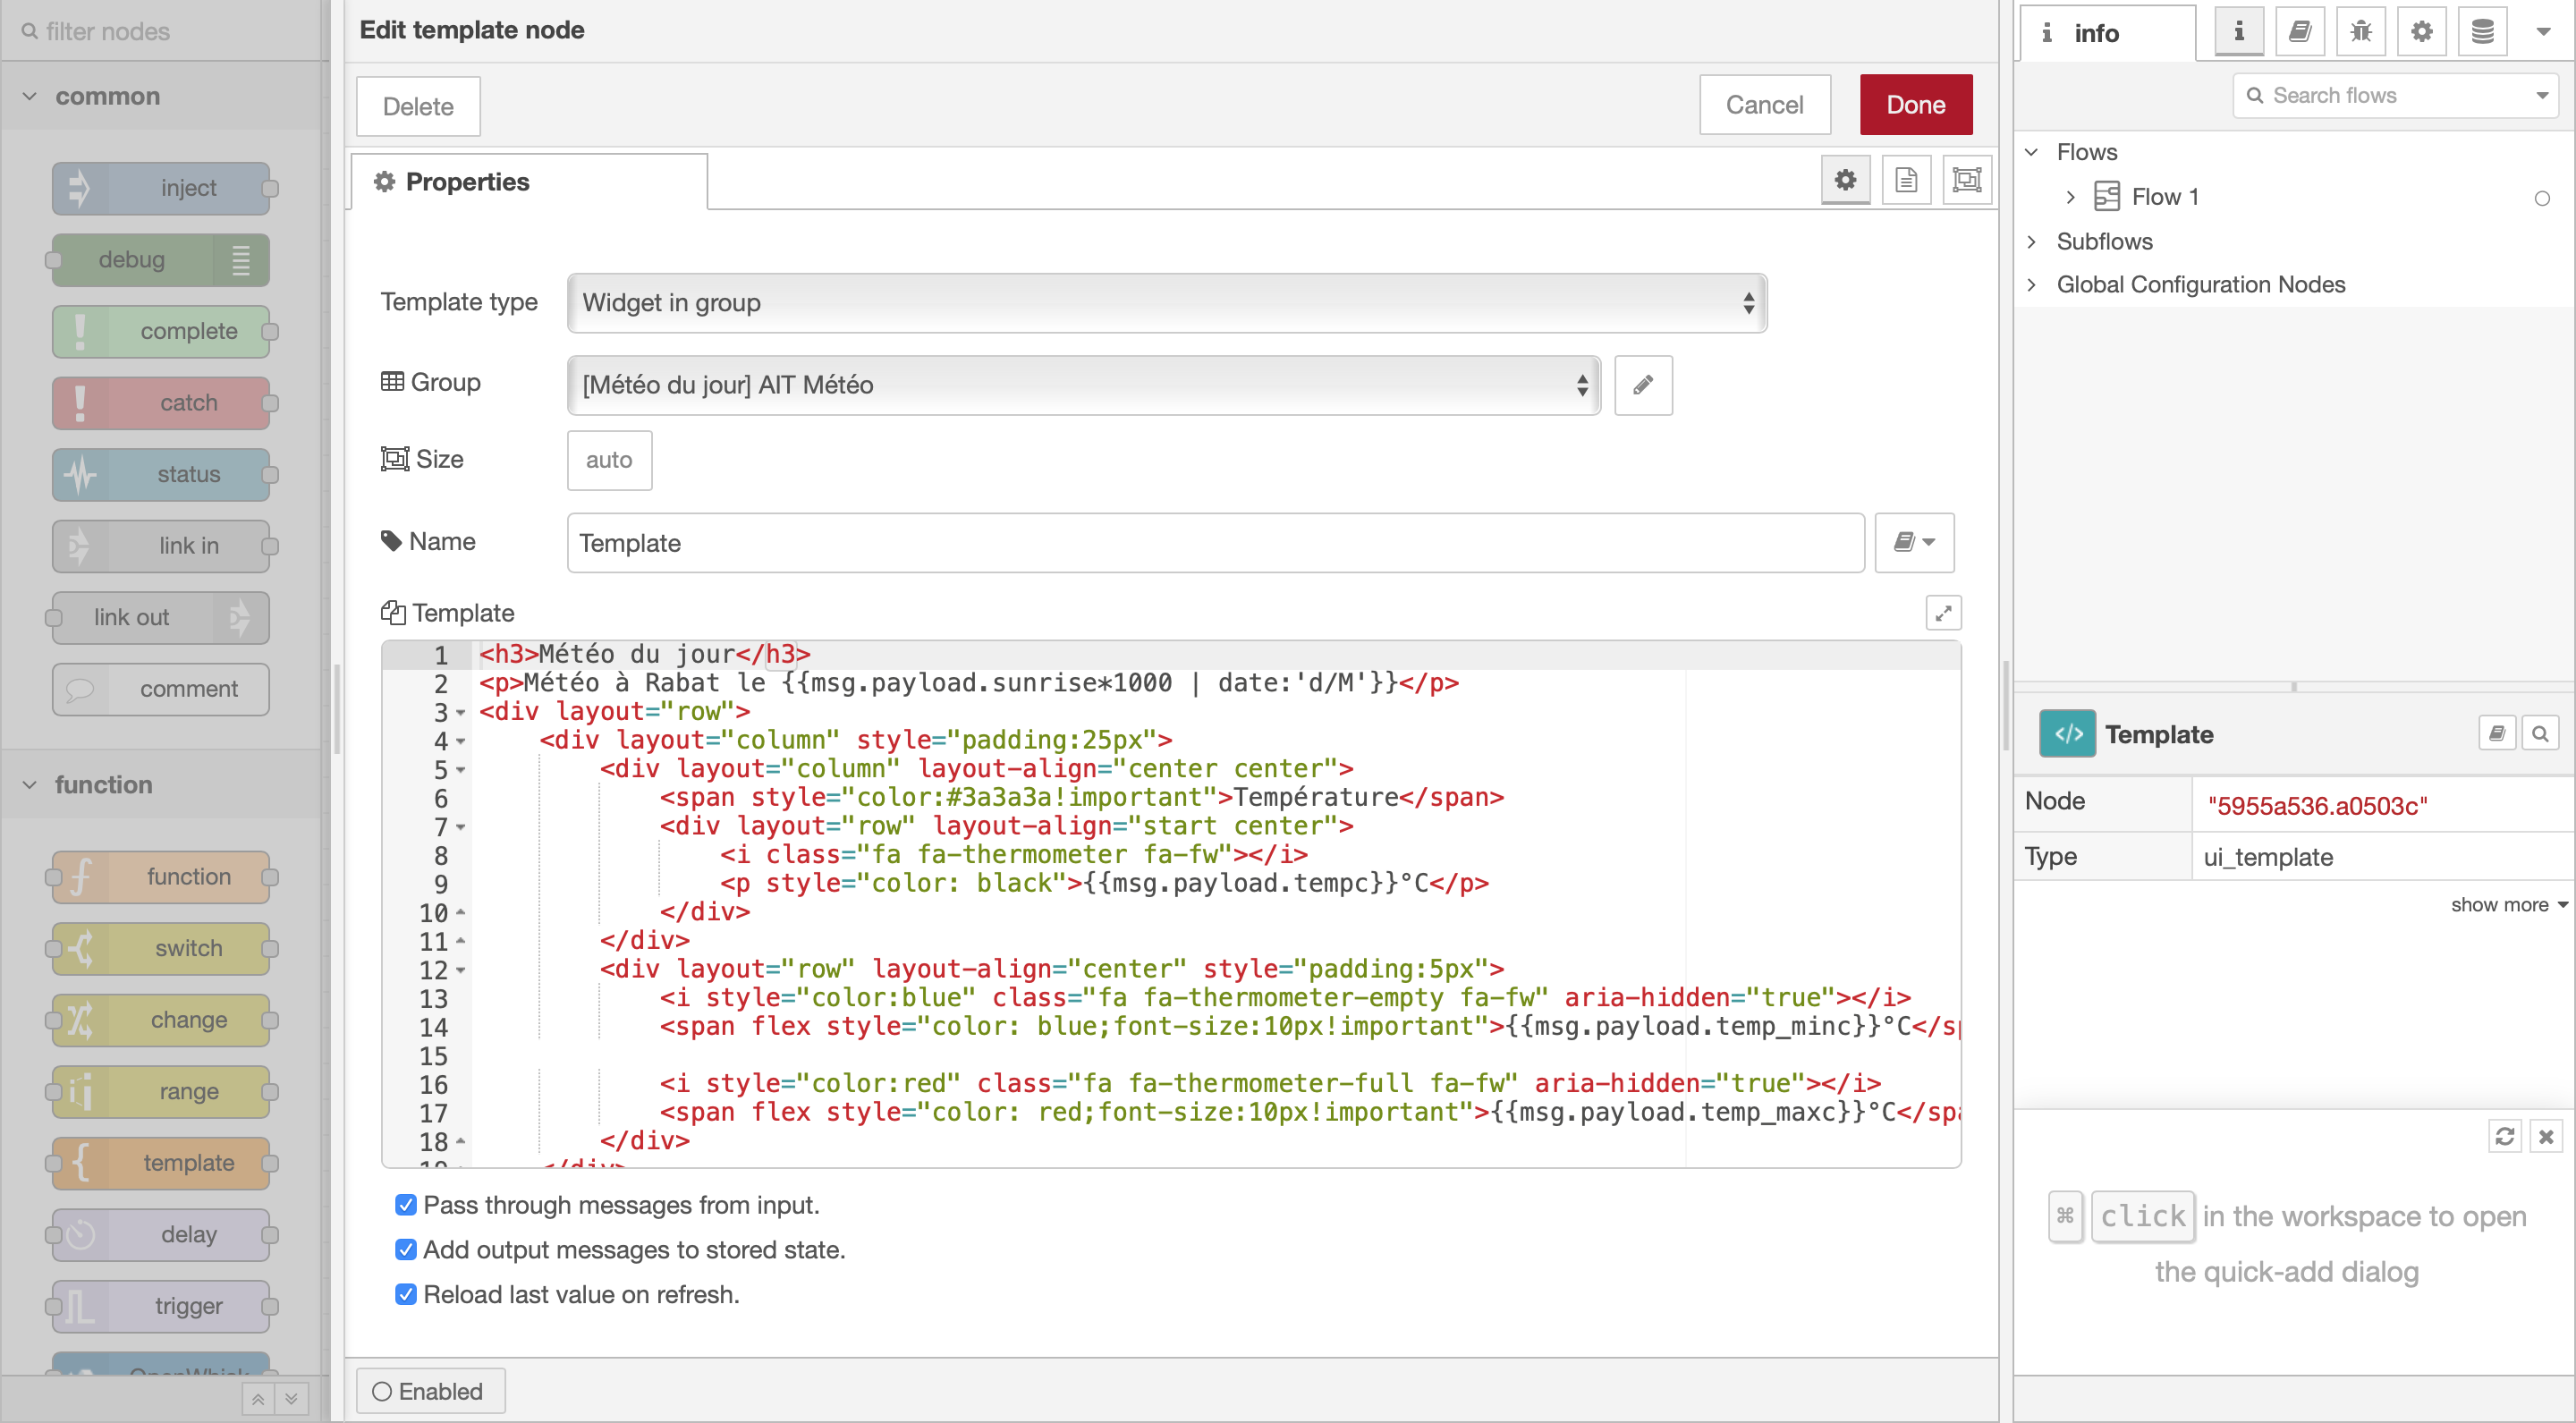 filter nodes
common
inject
debug
complete
catch
status
link in
link out
comment
function
function
switch
change
range
template
delay
trigger
Edit template node
Delete
Cancel
Done
Properties
Template type
Widget in group
Group
[Météo du jour] AIT Météo
Size
auto
Name
Template
Template
1 <h3>Météo du jour</h3>
2 <p>Météo à Rabat le {{msg.payload.sunrise*1000 | date:'d/M'}}</p>
3 <div layout="row">
4 <div layout="column" style="padding:25px">
5 <div layout="column" layout-align="center center">
6 <span style="color:#3a3a3a!important">Température</span>
7 <div layout="row" layout-align="start center">
8 <i class="fa fa-thermometer fa-fw"></i>
9 <p style="color: black">{{msg.payload.tempc}}°C</p>
10 </div>
11 </div>
12 <div layout="row" layout-align="center" style="padding:5px">
13 <i style="color:blue" class="fa fa-thermometer-empty fa-fw" aria-hidden="true"></i>
14 <span flex style="color: blue;font-size:10px!important">{{msg.payload.temp_minc}}°C</sp
15
16 <i style="color:red" class="fa fa-thermometer-full fa-fw" aria-hidden="true"></i>
17 <span flex style="color: red;font-size:10px!important">{{msg.payload.temp_maxc}}°C</spa
18 </div>
Pass through messages from input.
Add output messages to stored state.
Reload last value on refresh.
Enabled
info
Search flows
Flows
Flow 1
Subflows
Global Configuration Nodes
Template
Node
"5955a536.a0503c"
Type
ui_template
show more
⌘ click in the workspace to open
the quick-add dialog